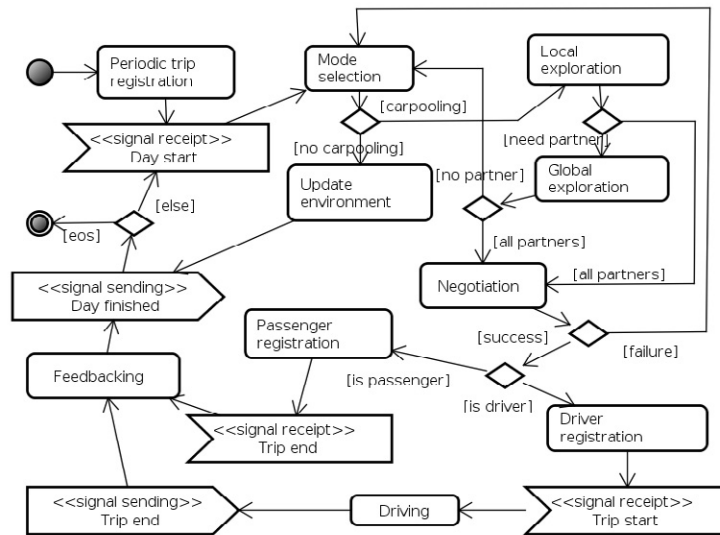 Periodic trip
registration
Mode
selection
Local
exploration
[carpooling]
<<signal receipt>>
Day start
[no carpooling]
[need partner]
Update
environment
[no partner]
Global
exploration
[else]
[eos]
[all partners]
<<signal sending>>
Day finished
Negotiation
[all partners]
Passenger
registration
[success]
[failure]
Feedbacking
[is passenger]
[is driver]
<<signal receipt>>
Trip end
Driver
registration
<<signal sending>>
Trip end
Driving
<<signal receipt>>
Trip start